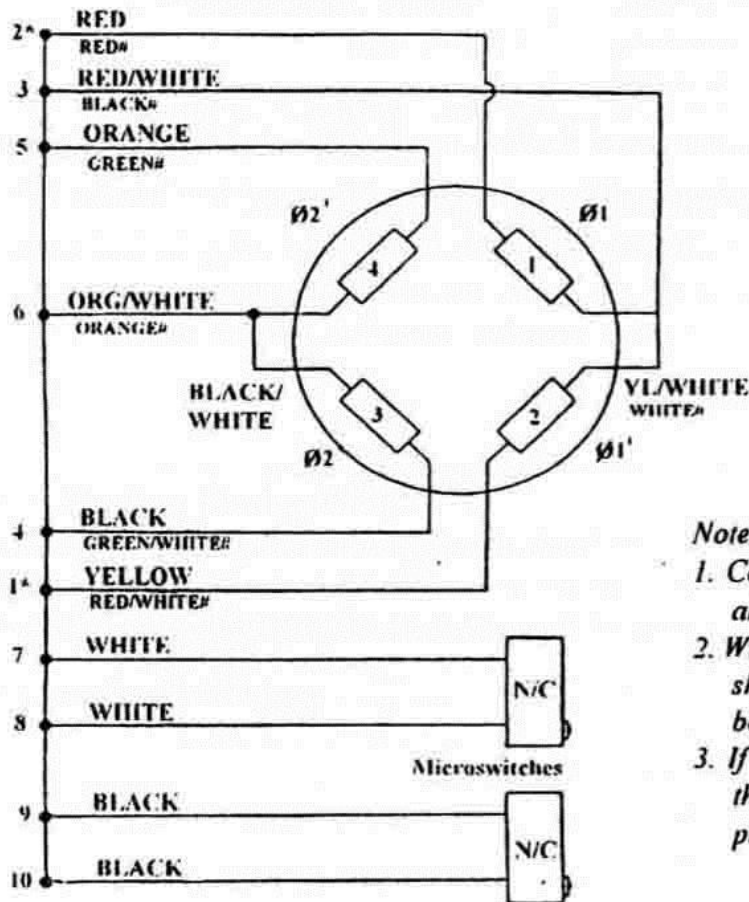 2* RED
RED#
3 RED/WHITE
BLACK#
5 ORANGE
GREEN#
Ø2' Ø1
4 1
6 ORG/WHITE
ORANGE#
BLACK/
WHITE
YL/WHITE
WHITE#
3 2
Ø2 Ø1'
4 BLACK
GREEN/WHITE#
1* YELLOW
RED/WHITE#
7 WHITE
N/C
8 WHITE
Microswitches
9 BLACK
N/C
10 BLACK
Note
1.
2.
3. If